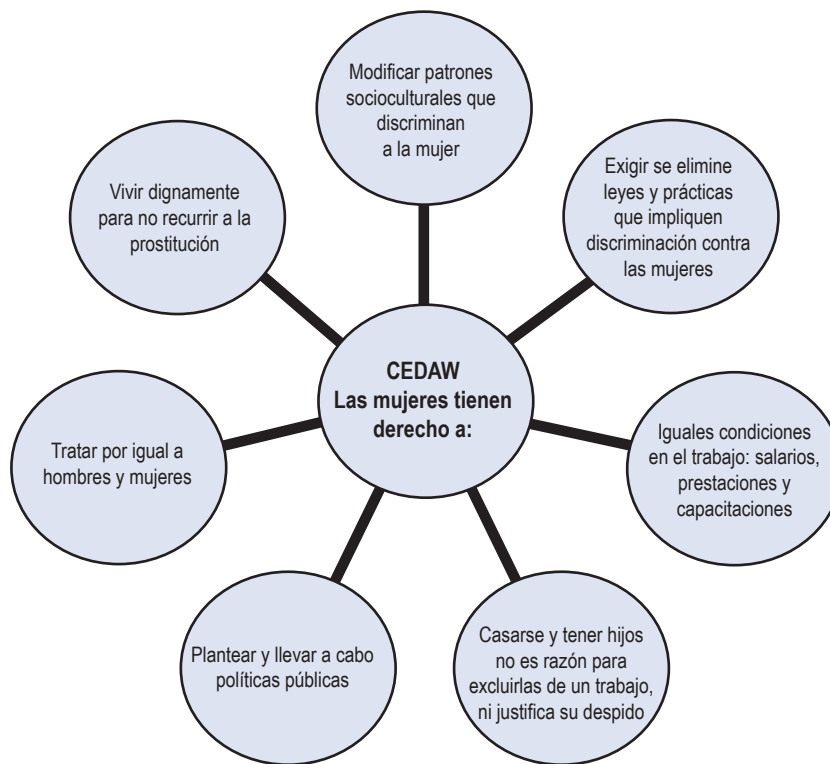 Modificar patrones
socioculturales que
discriminan
a la mujer
Exigir se elimine
leyes y prácticas
que impliquen
discriminación contra
las mujeres
Vivir dignamente
para no recurrir a la
prostitución
CEDAW
Las mujeres tienen
derecho a:
Iguales condiciones
en el trabajo: salarios,
prestaciones y
capacitaciones
Tratar por igual a
hombres y mujeres
Casarse y tener hijos
no es razón para
excluirlas de un trabajo,
ni justifica su despido
Plantear y llevar a cabo
políticas públicas